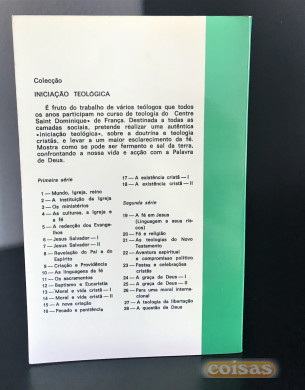 Colecção
INICIAÇÃO TEOLÓGICA
É fruto do trabalho de vários teólogos que todos
os anos participam no curso de teologia do Centre
Saint Dominique» de França. Destinada a todas as
camadas sociais, pretende realizar uma autêntica
«iniciação teológica», sobre a doutrina e teologia
cristãs, e levar a um maior esclarecimento da fé.
Mostra como se pode ser fermento e sal da terra,
confrontando a nossa vida e acção com a Palavra
de Deus.
Primeira série
1 — Mundo, Igreja, reino
2 — A instituição da Igreja
3 — Os ministérios
4 — As culturas, a Igreja e
a fé
5 — A redacção dos Evange-
lhos
6 — Jesus Salvador — I
7 — Jesus Salvador — II
8 — Revelação do Pai e do
Espírito
9 — Criação e Providência
10 — As linguagens da fé
11 — Os sacramentos
12 — Baptismo e Eucaristia
13 — Moral e vida cristã — I
14 — Moral e vida cristã — II
15 — A nova criação
16 — Pecado e penitência
17 — A existência cristã — I
18 — A existência cristã — II
Segunda série
19 — A fé em Jesus
(Linguagem e seus ris-
cos)
20 — Fé e religião
21 — As teologias do Novo
Testamento
22 — Aventura espiritual
e compromisso político
23 — Festas e celebrações
cristãs
24 — A graça de Deus — I
25 — A graça de Deus — II
26 — Para uma moral inter-
nacional
27 — A teologia da libertação
28 — A questão de Deus
coisas